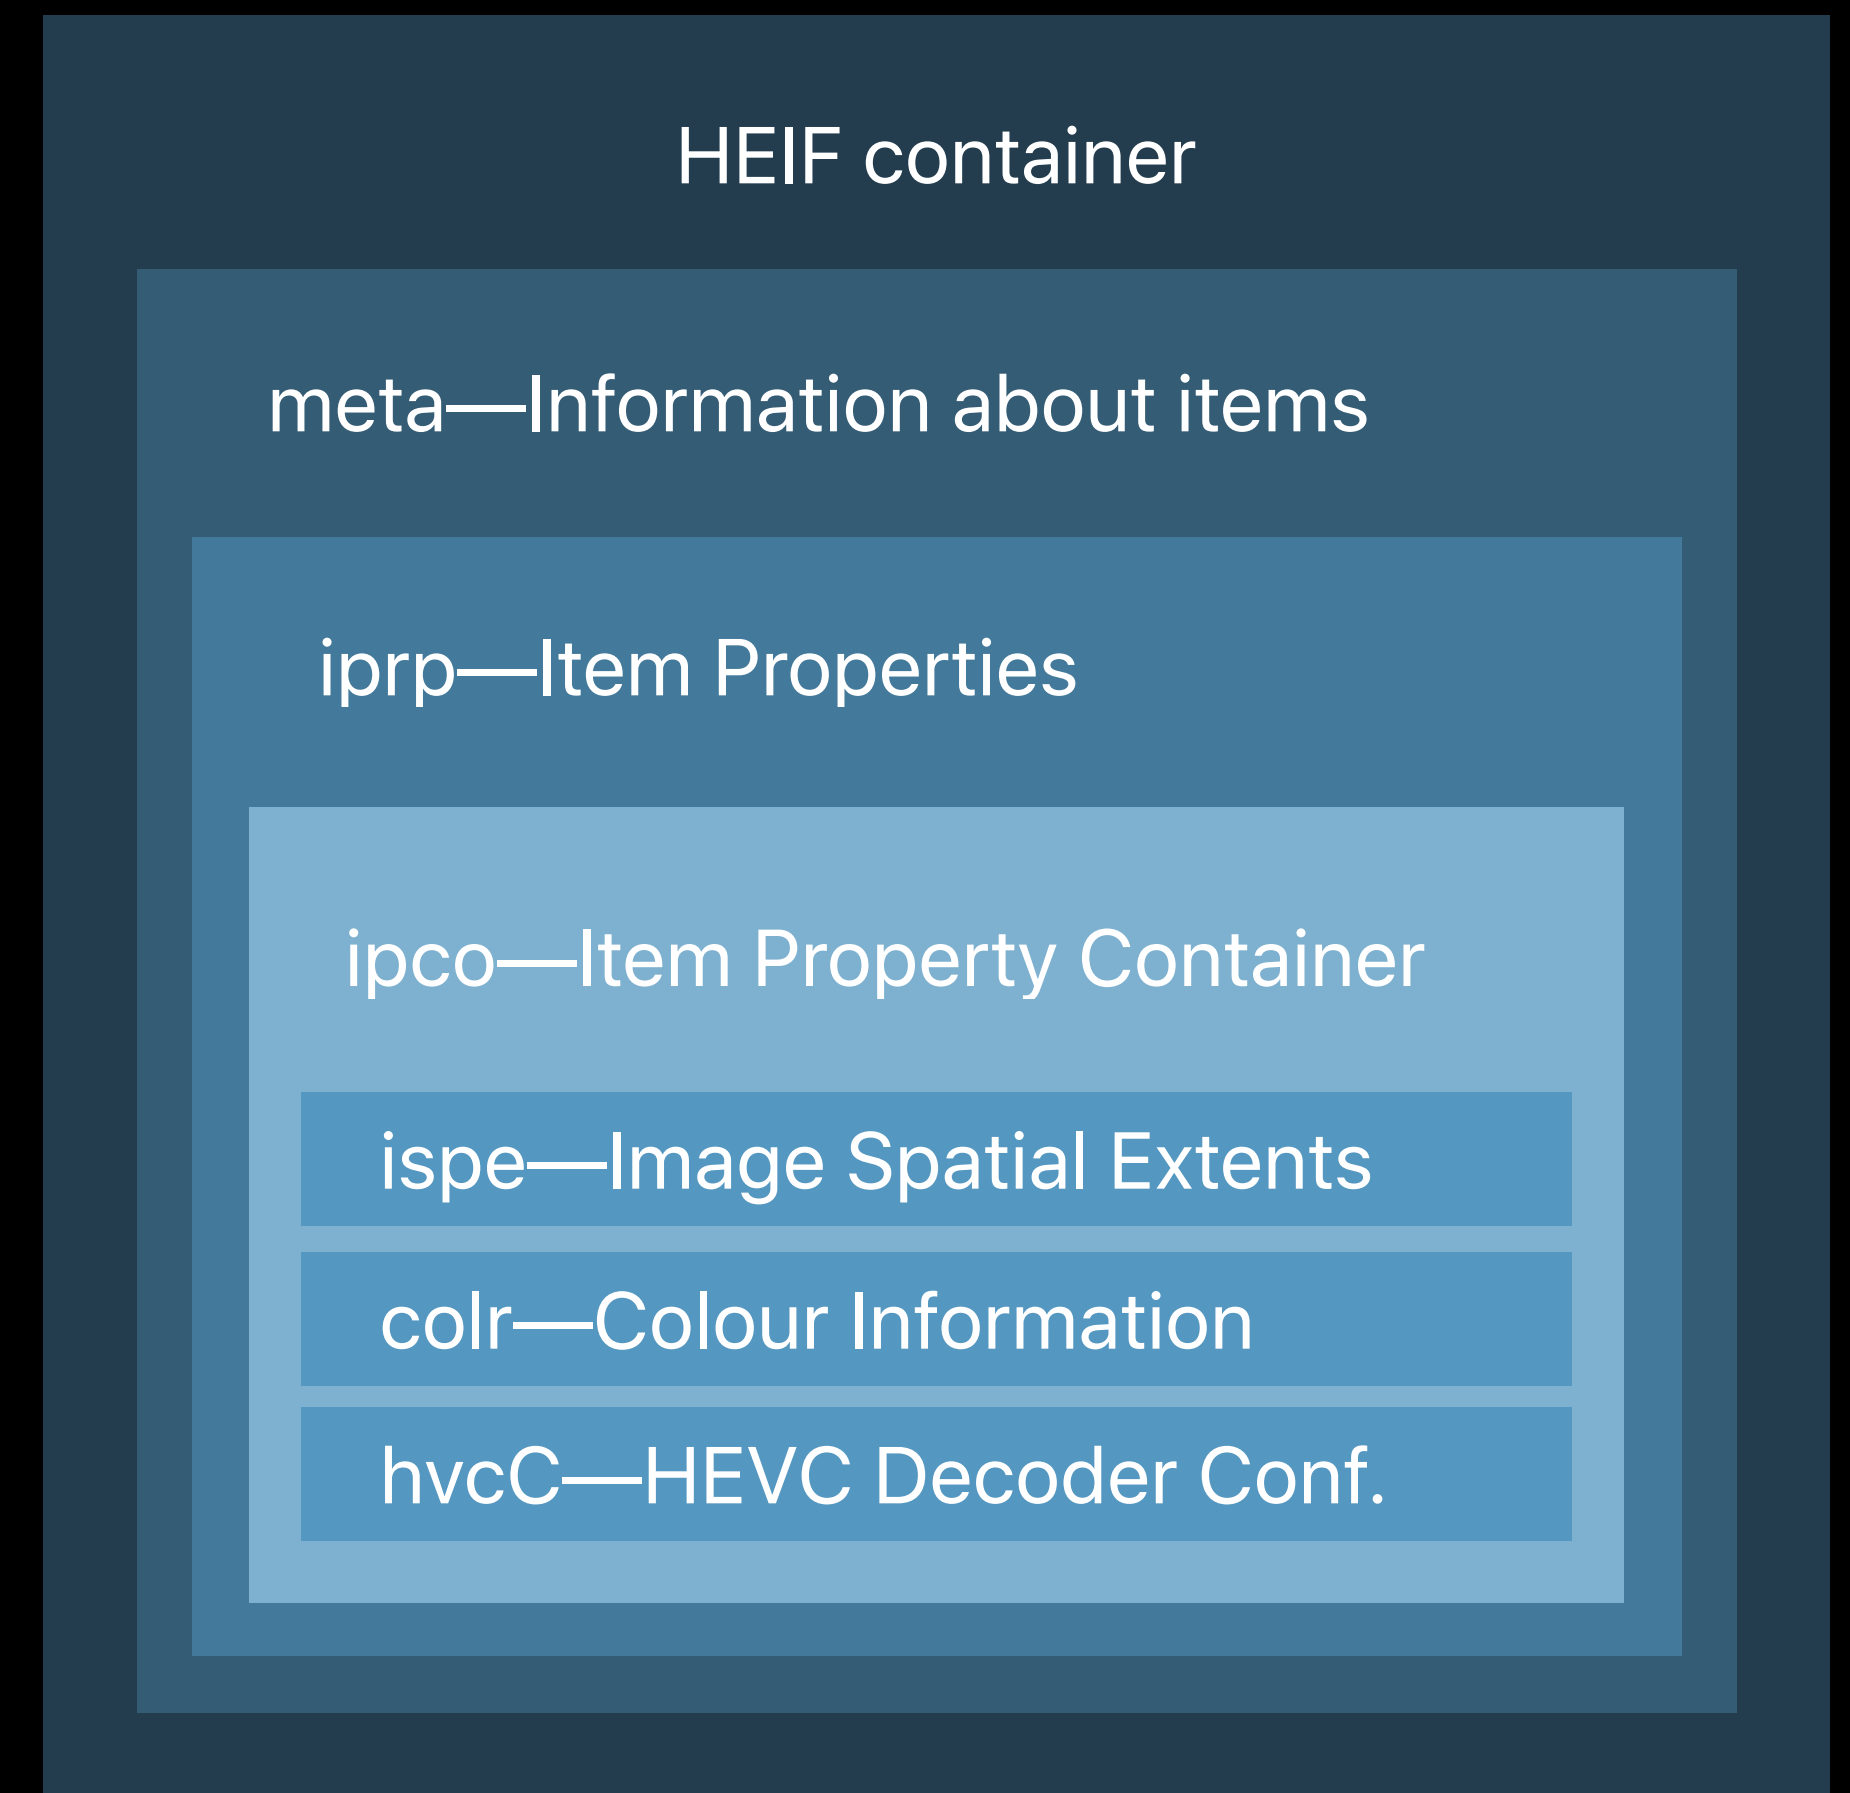 HEIF container
meta—Information about items
iprp—Item Properties
ipco—Item Property Container
ispe—Image Spatial Extents
colr—Colour Information
hvcC—HEVC Decoder Conf.